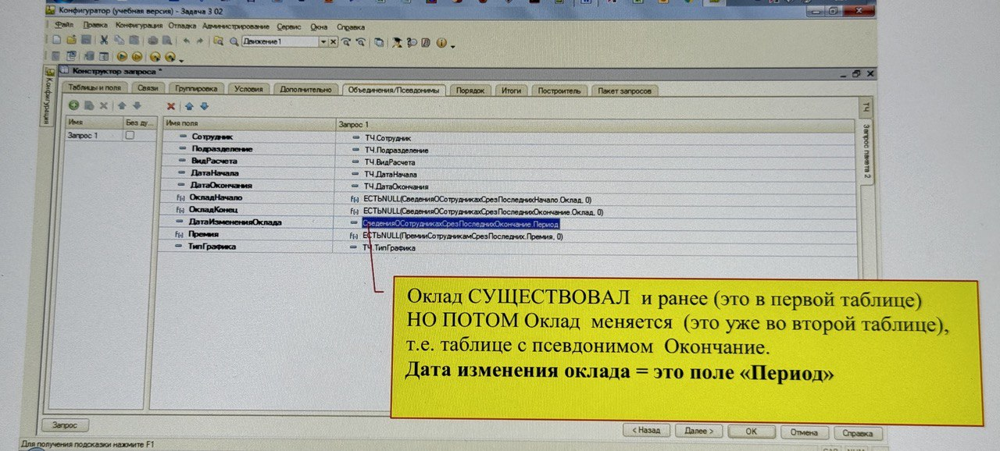 Конфигуратор (учебная версия) - Задача 3 02
Файл Правка Конфигурация Отладка Администрирование Сервис Окна Справка
Движение1
Конструктор запроса *
Конфигурация
Таблицы и поля Связи Группировка Условия Дополнительно Объединения/Псевдонимы Порядок Итоги Построитель Пакет запросов
ТЧ
Запрос пакета 2
Имя Без ду... Имя поля Запрос 1
Запрос 1 Сотрудник ТЧ.Сотрудник
Подразделение ТЧ.Подразделение
ВидРасчета ТЧ.ВидРасчета
ДатаНачала ТЧ.ДатаНачала
ДатаОкончания ТЧ.ДатаОкончания
ОкладНачало ЕСТЬNULL(СведенияОСотрудникахСрезПоследнихНачало.Оклад, 0)
ОкладКонец ЕСТЬNULL(СведенияОСотрудникахСрезПоследнихОкончание.Оклад, 0)
ДатаИзмененияОклада СведенияОСотрудникахСрезПоследнихОкончание.Период
Премия ЕСТЬNULL(ПремииСотрудникамСрезПоследних.Премия, 0)
ТипГрафика ТЧ.ТипГрафика
Оклад СУЩЕСТВОВАЛ и ранее (это в первой таблице)
НО ПОТОМ Оклад меняется (это уже во второй таблице),
т.е. таблице с псевдонимом Окончание.
Дата изменения оклада = это поле «Период»
Запрос < Назад Далее > ОК Отмена Справка
Для получения подсказки нажмите F1